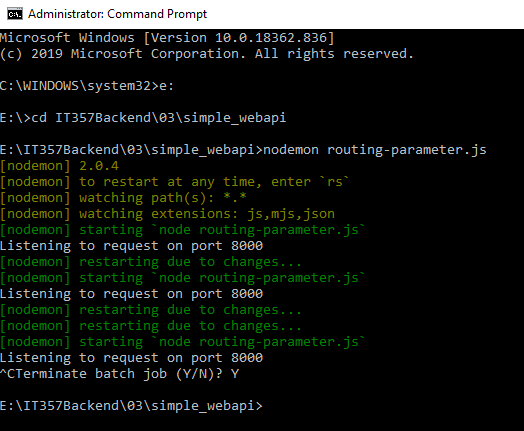 Administrator: Command Prompt
Microsoft Windows [Version 10.0.18362.836]
(c) 2019 Microsoft Corporation. All rights reserved.
C:\WINDOWS\system32>e:
E:\>cd IT357Backend\03\simple_webapi
E:\IT357Backend\03\simple_webapi>nodemon routing-parameter.js
[nodemon] 2.0.4
[nodemon] to restart at any time, enter `rs`
[nodemon] watching path(s): *.*
[nodemon] watching extensions: js,mjs,json
[nodemon] starting `node routing-parameter.js`
Listening to request on port 8000
[nodemon] restarting due to changes...
[nodemon] starting `node routing-parameter.js`
Listening to request on port 8000
[nodemon] restarting due to changes...
[nodemon] restarting due to changes...
[nodemon] starting `node routing-parameter.js`
Listening to request on port 8000
^CTerminate batch job (Y/N)? Y
E:\IT357Backend\03\simple_webapi>